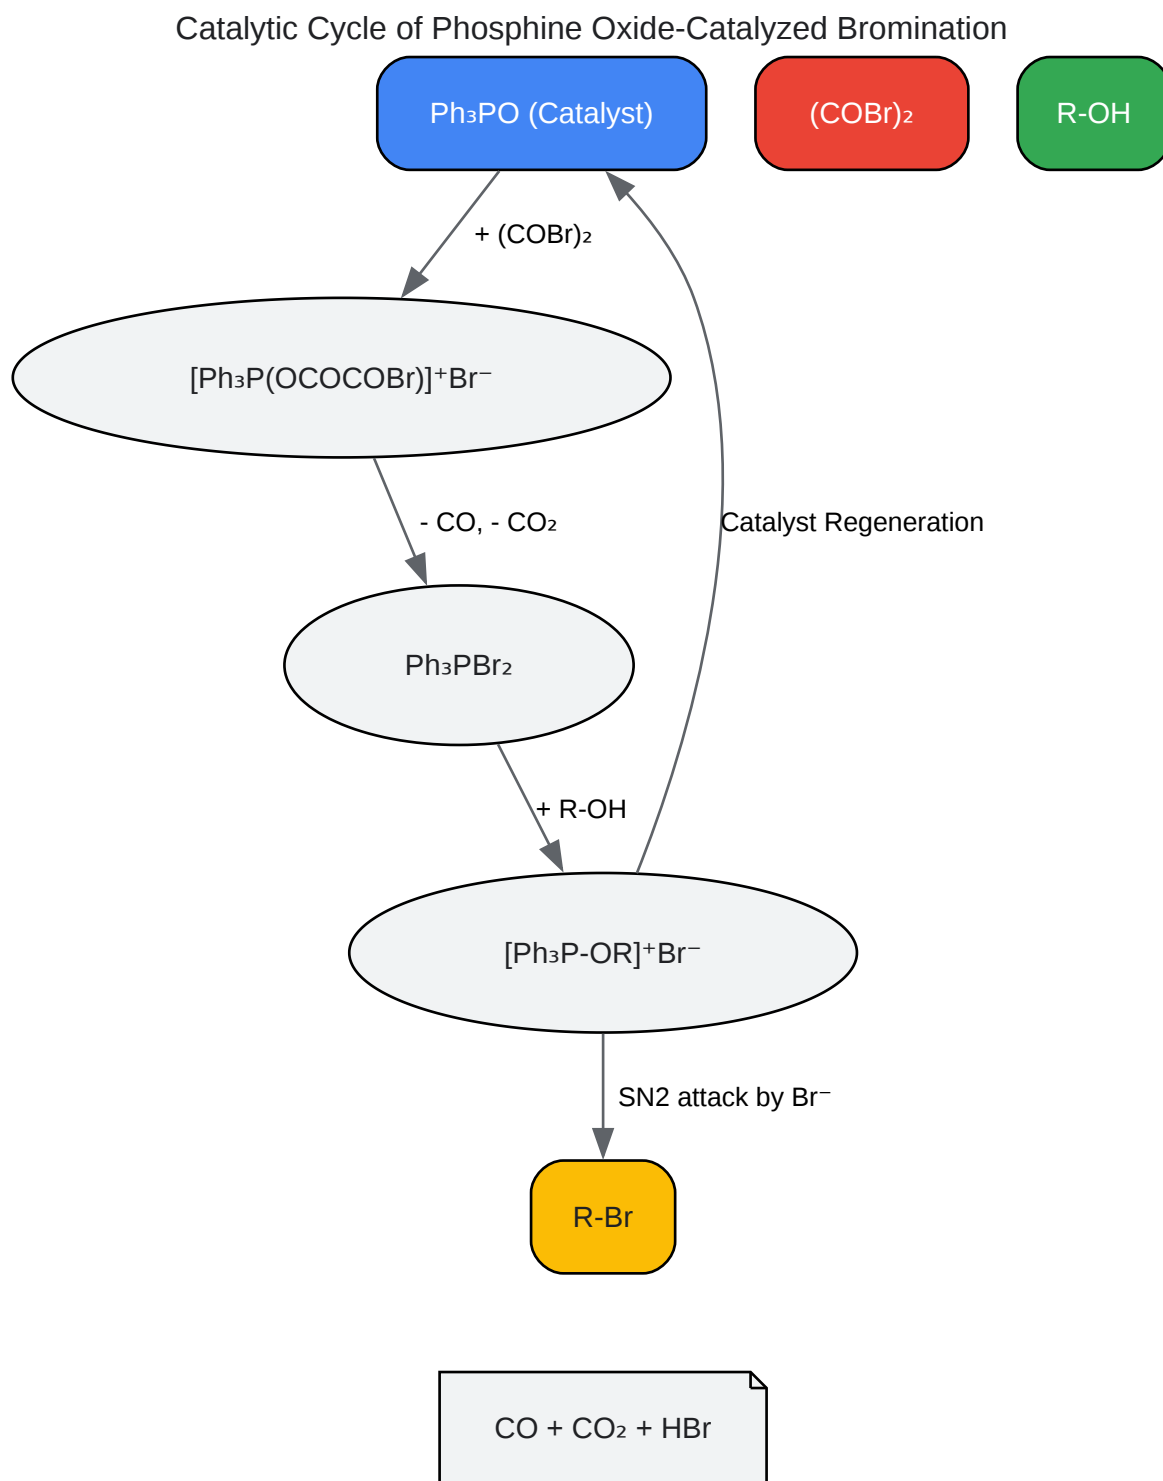 Catalytic Cycle of Phosphine Oxide-Catalyzed Bromination
Ph₃PO (Catalyst)
(COBr)₂
R-OH
+ (COBr)₂
[Ph₃P(OCOCOBr)]⁺Br⁻
- CO, - CO₂
Catalyst Regeneration
Ph₃PBr₂
+ R-OH
[Ph₃P-OR]⁺Br⁻
SN2 attack by Br⁻
R-Br
CO + CO₂ + HBr